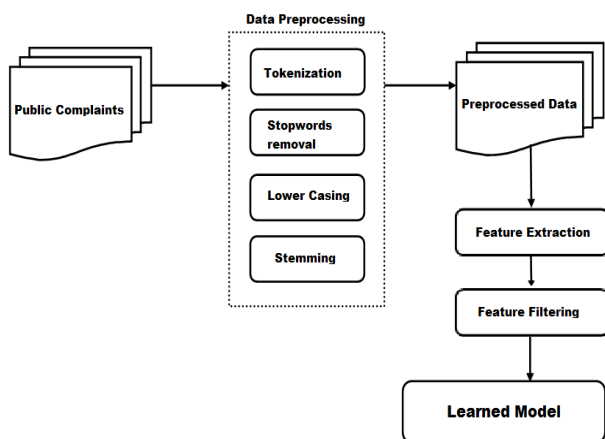 Data Preprocessing
Public Complaints
Tokenization
Stopwords
removal
Lower Casing
Stemming
Preprocessed Data
Feature Extraction
Feature Filtering
Learned Model